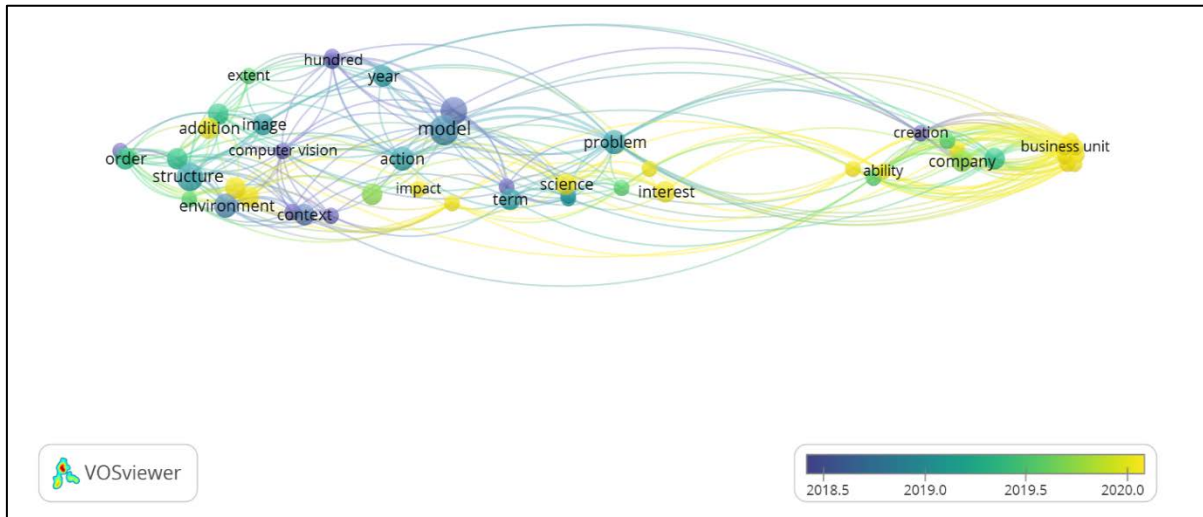 hundred
extent
year
addition
image
model
creation
business unit
order
computer vision
action
problem
company
structure
impact
science
ability
environment
context
term
interest
VOSviewer
2018.5 2019.0 2019.5 2020.0